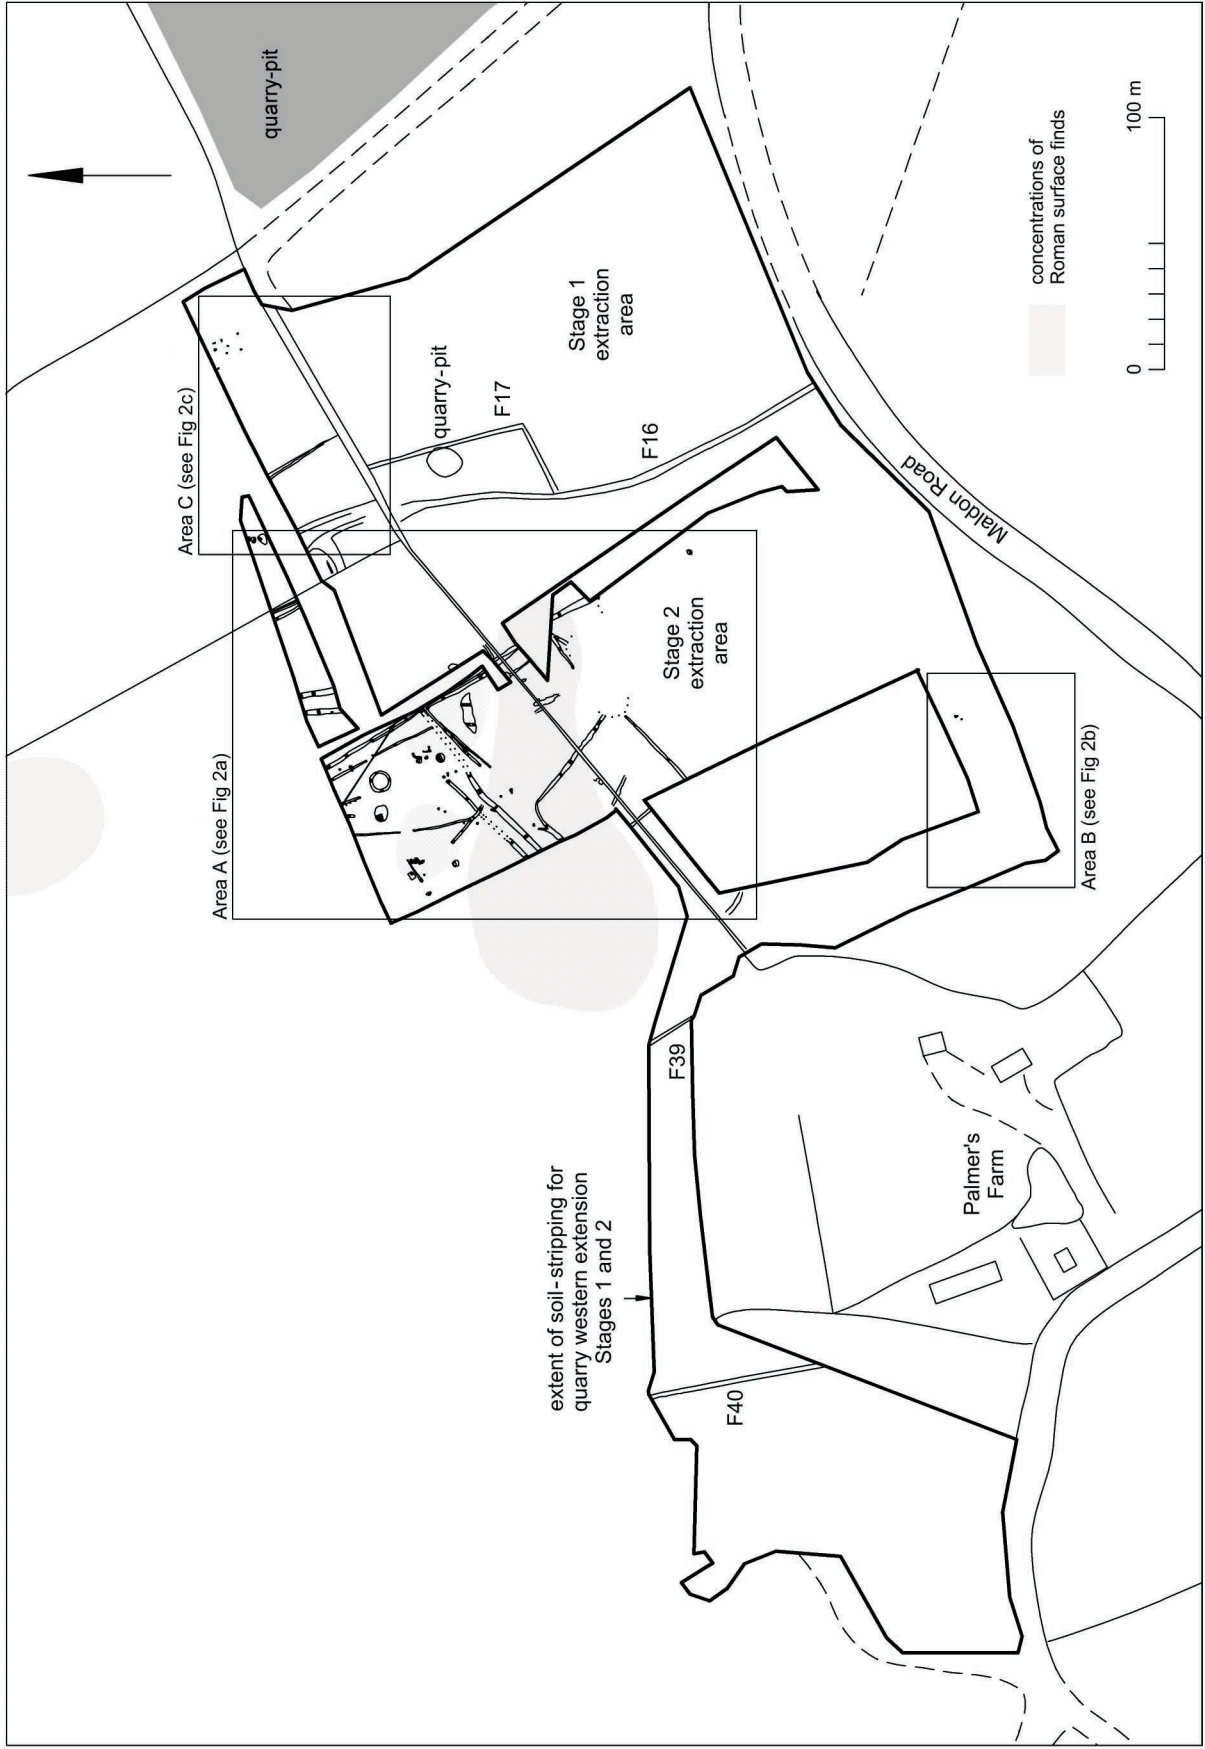 quarry-pit
Area C (see Fig 2c)
Stage 1
extraction
area
quarry-pit
F17
F16
concentrations of
Roman surface finds
0
100 m
Maldon Road
Area A (see Fig 2a)
Stage 2
extraction
area
Area B (see Fig 2b)
F39
extent of soil-stripping for
quarry western extension
Stages 1 and 2
Palmer's
Farm
F40